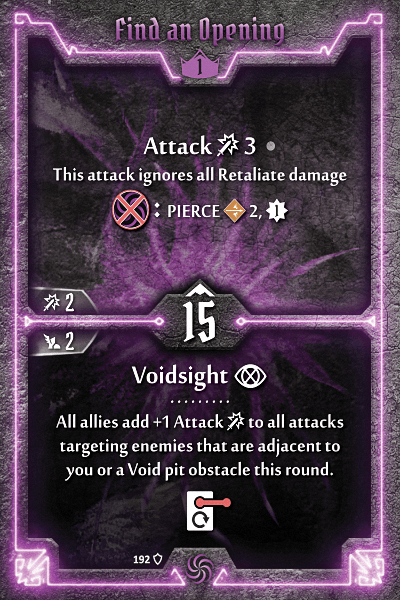 Find an Opening
1
Attack 3
This attack ignores all Retaliate damage
: PIERCE 2, 1
2
15
2
Voidsight
All allies add +1 Attack to all attacks
targeting enemies that are adjacent to
you or a Void pit obstacle this round.
192